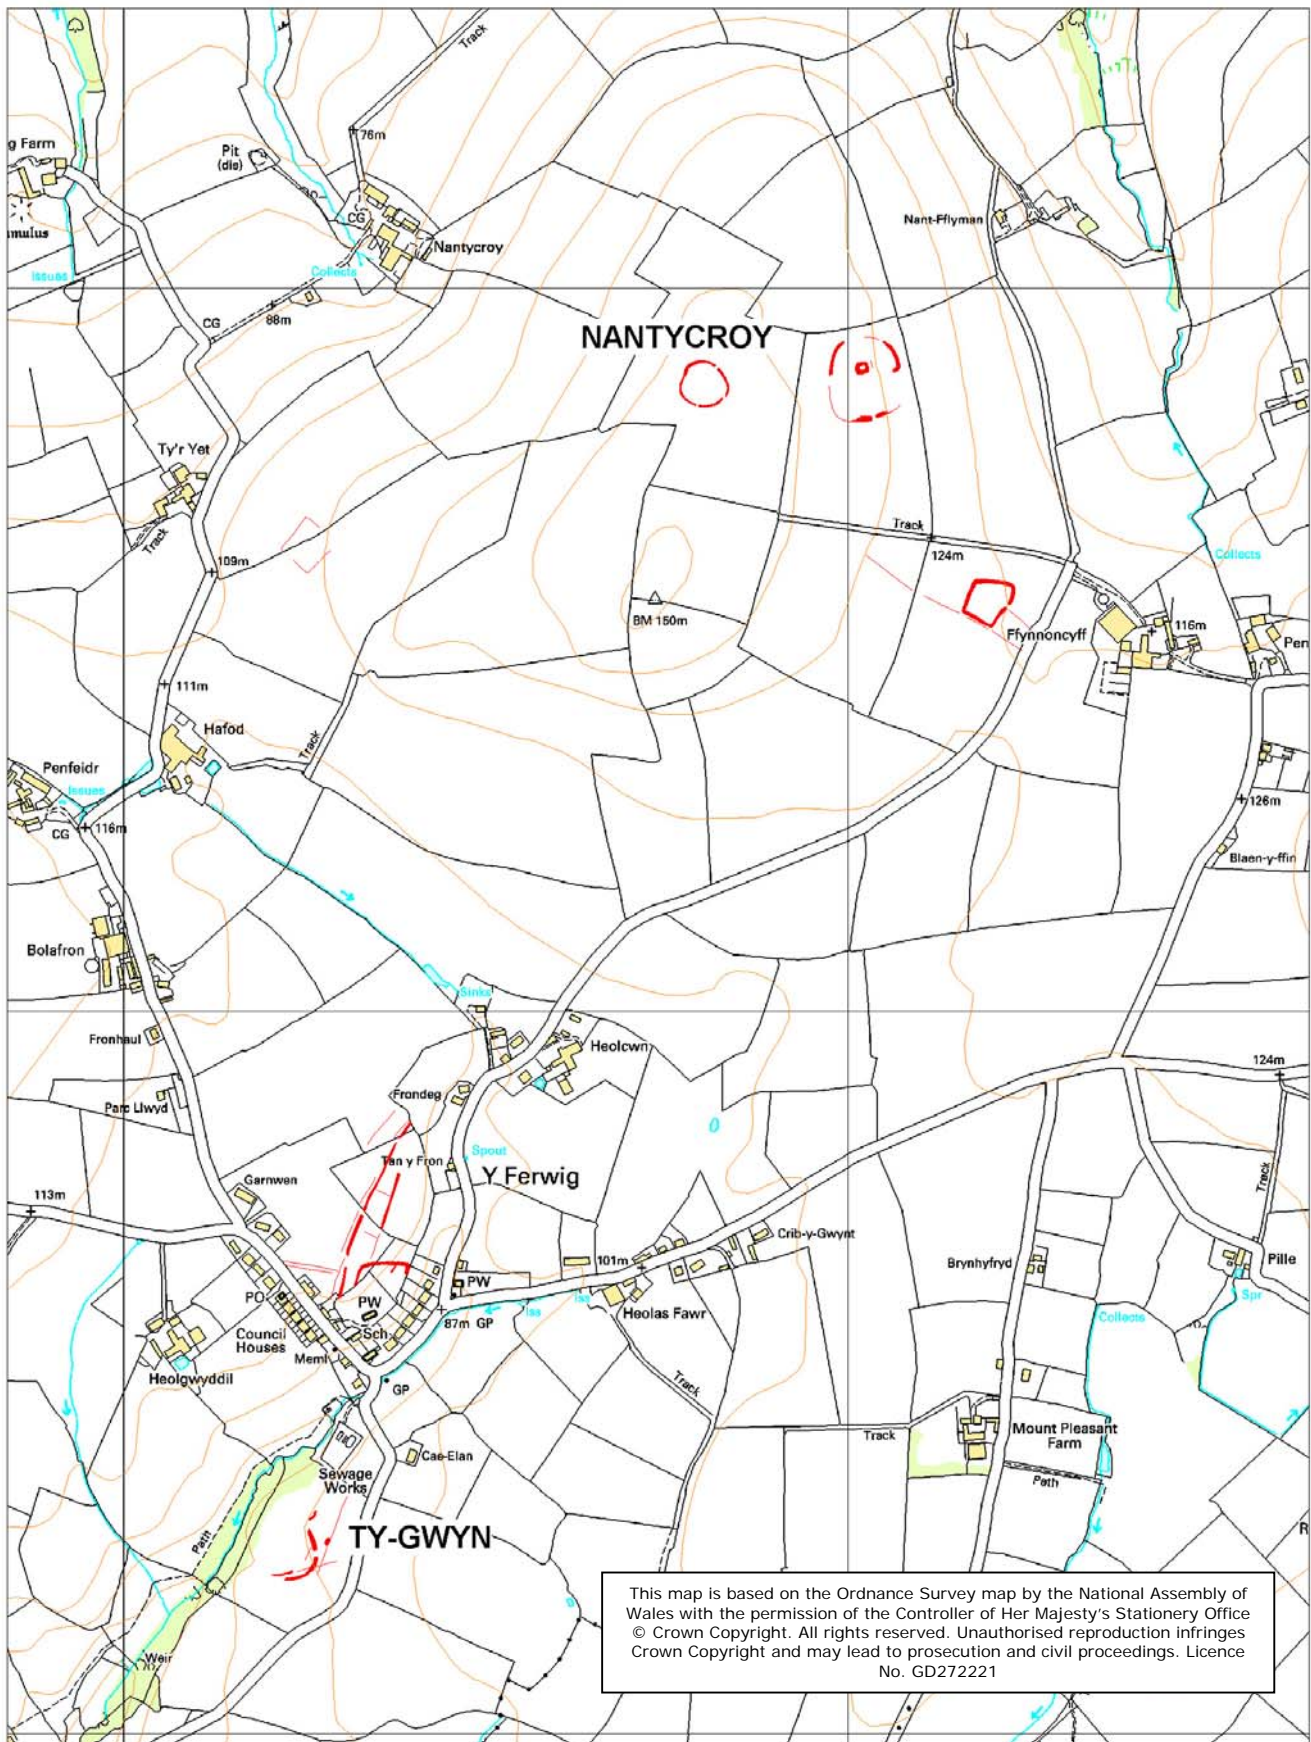 Track
76m
g Farm
Pit
(dis)
CG
mulus
Nantycroy
Nant-Fflyman
Issues
Collects
88m
CG
NANTYCROY
Ty'r Yet
Track
Track
124m
109m
Collects
BM 150m
Ffynnoncyff
116m
Pen
111m
Hafod
Track
Penfeidr
Issues
CG
116m
126m
Blaen-y-ffin
Bolafron
Sinks
Fronhaul
Heolcwn
124m
Frondeg
Parc Llwyd
Spout
Tan y Fron
Y Ferwig
Garnwen
Track
113m
Crib-y-Gwynt
101m
Brynhyfryd
Pille
PW
PO
PW
Iss
Iss
Spr
Heolas Fawr
87m GP
Collects
Council
Houses
Sch
Meml
Heolgwyddil
GP
Track
Track
Mount Pleasant
Farm
Cae-Elan
Sewage
Works
Path
Path
TY-GWYN
R
This map is based on the Ordnance Survey map by the National Assembly of
Wales with the permission of the Controller of Her Majesty's Stationery Office
© Crown Copyright. All rights reserved. Unauthorised reproduction infringes
Crown Copyright and may lead to prosecution and civil proceedings. Licence
No. GD272221
Weir